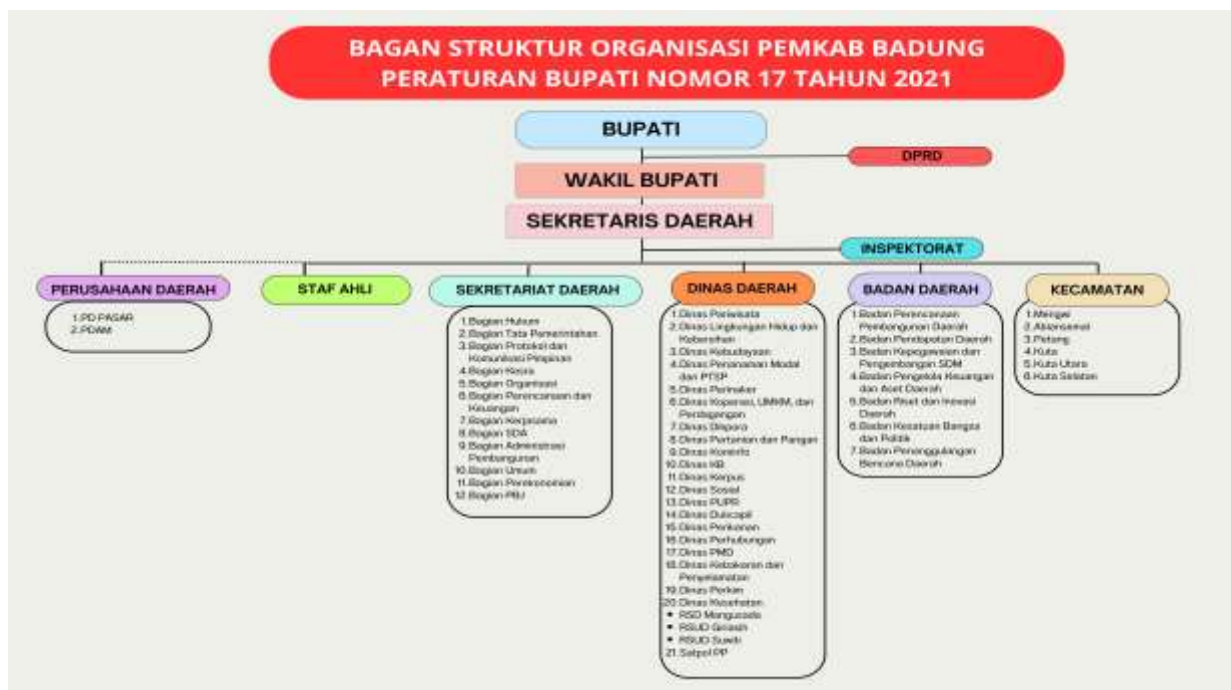 BAGAN STRUKTUR ORGANISASI PEMKAB BADUNG
PERATURAN BUPATI NOMOR 17 TAHUN 2021
BUPATI
DPRD
WAKIL BUPATI
SEKRETARIS DAERAH
INSPEKTORAT
PERUSAHAAN DAERAH
1.PD PASAR
2.PDAM
STAF AHLI
SEKRETARIAT DAERAH
1.Bagian Hukum
2.Bagian Tata Pemerintahan
3.Bagian Protokol dan
Komunikasi Pimpinan
4.Bagian Kesra
5.Bagian Organisasi
6.Bagian Perencanaan dan
Keuangan
7.Bagian Kerjasama
8.Bagian SDA
9.Bagian Administrasi
Pembangunan
10.Bagian Umum
11.Bagian Perekonomian
12.Bagian PBJ
DINAS DAERAH
1.Dinas Pariwisata
2.Dinas Lingkungan Hidup dan
Kebersihan
3.Dinas Kebudayaan
4.Dinas Penanaman Modal
dan PTSP
5.Dinas Perinaker
6.Dinas Koperasi, UMKM, dan
Perdagangan
7.Dinas Dikpora
8.Dinas Pertanian dan Pangan
9.Dinas Kominfo
10.Dinas KB
11.Dinas Kerpus
12.Dinas Sosial
13.Dinas PUPR
14.Dinas Dukcapil
15.Dinas Perikanan
16.Dinas Perhubungan
17.Dinas PMD
18.Dinas Kebakaran dan
Penyelamatan
19.Dinas Perkim
20.Dinas Kesehatan
• RSD Mangusada
• RSUD Giriasih
• RSUD Suwiti
21.Satpol PP
BADAN DAERAH
1.Badan Perencanaan
Pembangunan Daerah
2.Badan Pendapatan Daerah
3.Badan Kepegawaian dan
Pengembangan SDM
4.Badan Pengelola Keuangan
dan Aset Daerah
5.Badan Riset dan Inovasi
Daerah
6.Badan Kesatuan Bangsa
dan Politik
7.Badan Penanggulangan
Bencana Daerah
KECAMATAN
1.Mengwi
2.Abiansemal
3.Petang
4.Kuta
5.Kuta Utara
6.Kuta Selatan